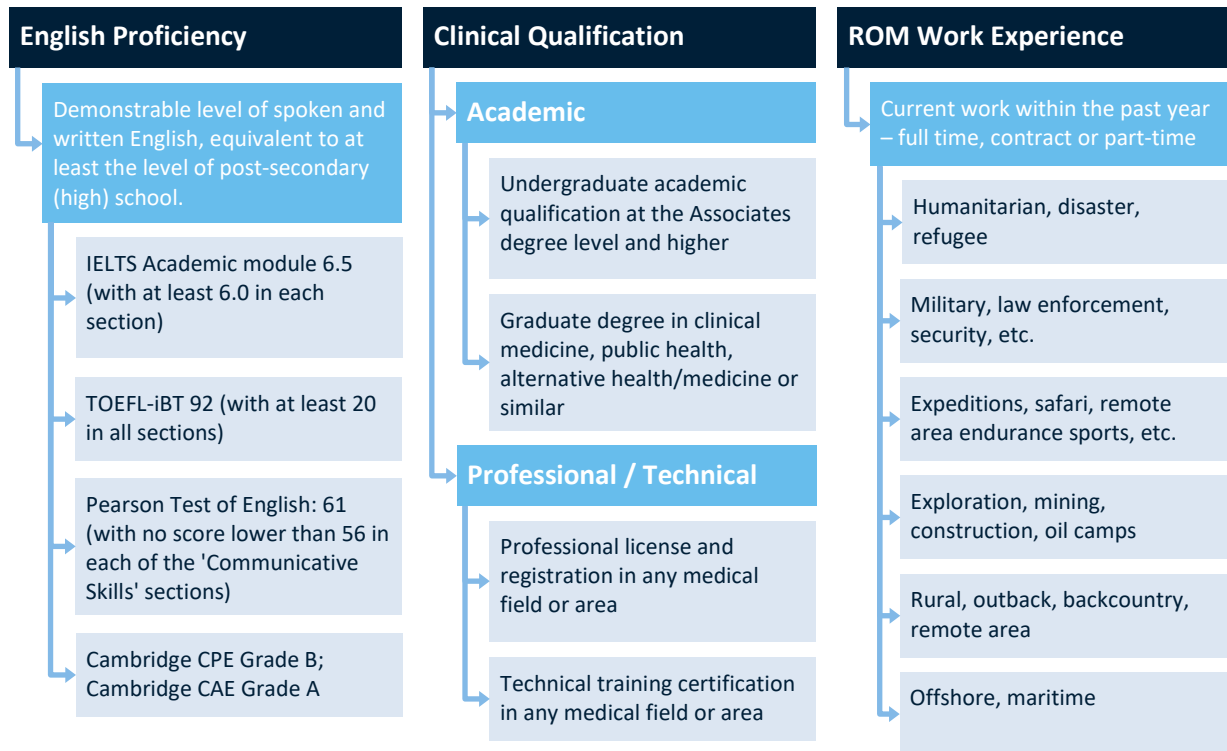 English Proficiency
Demonstrable level of spoken and
written English, equivalent to at
least the level of post-secondary
(high) school.
IELTS Academic module 6.5
(with at least 6.0 in each
section)
TOEFL-iBT 92 (with at least 20
in all sections)
Pearson Test of English: 61
(with no score lower than 56 in
each of the 'Communicative
Skills' sections)
Cambridge CPE Grade B;
Cambridge CAE Grade A
Clinical Qualification
Academic
Undergraduate academic
qualification at the Associates
degree level and higher
Graduate degree in clinical
medicine, public health,
alternative health/medicine or
similar
Professional / Technical
Professional license and
registration in any medical
field or area
Technical training certification
in any medical field or area
ROM Work Experience
Current work within the past year
– full time, contract or part-time
Humanitarian, disaster,
refugee
Military, law enforcement,
security, etc.
Expeditions, safari, remote
area endurance sports, etc.
Exploration, mining,
construction, oil camps
Rural, outback, backcountry,
remote area
Offshore, maritime